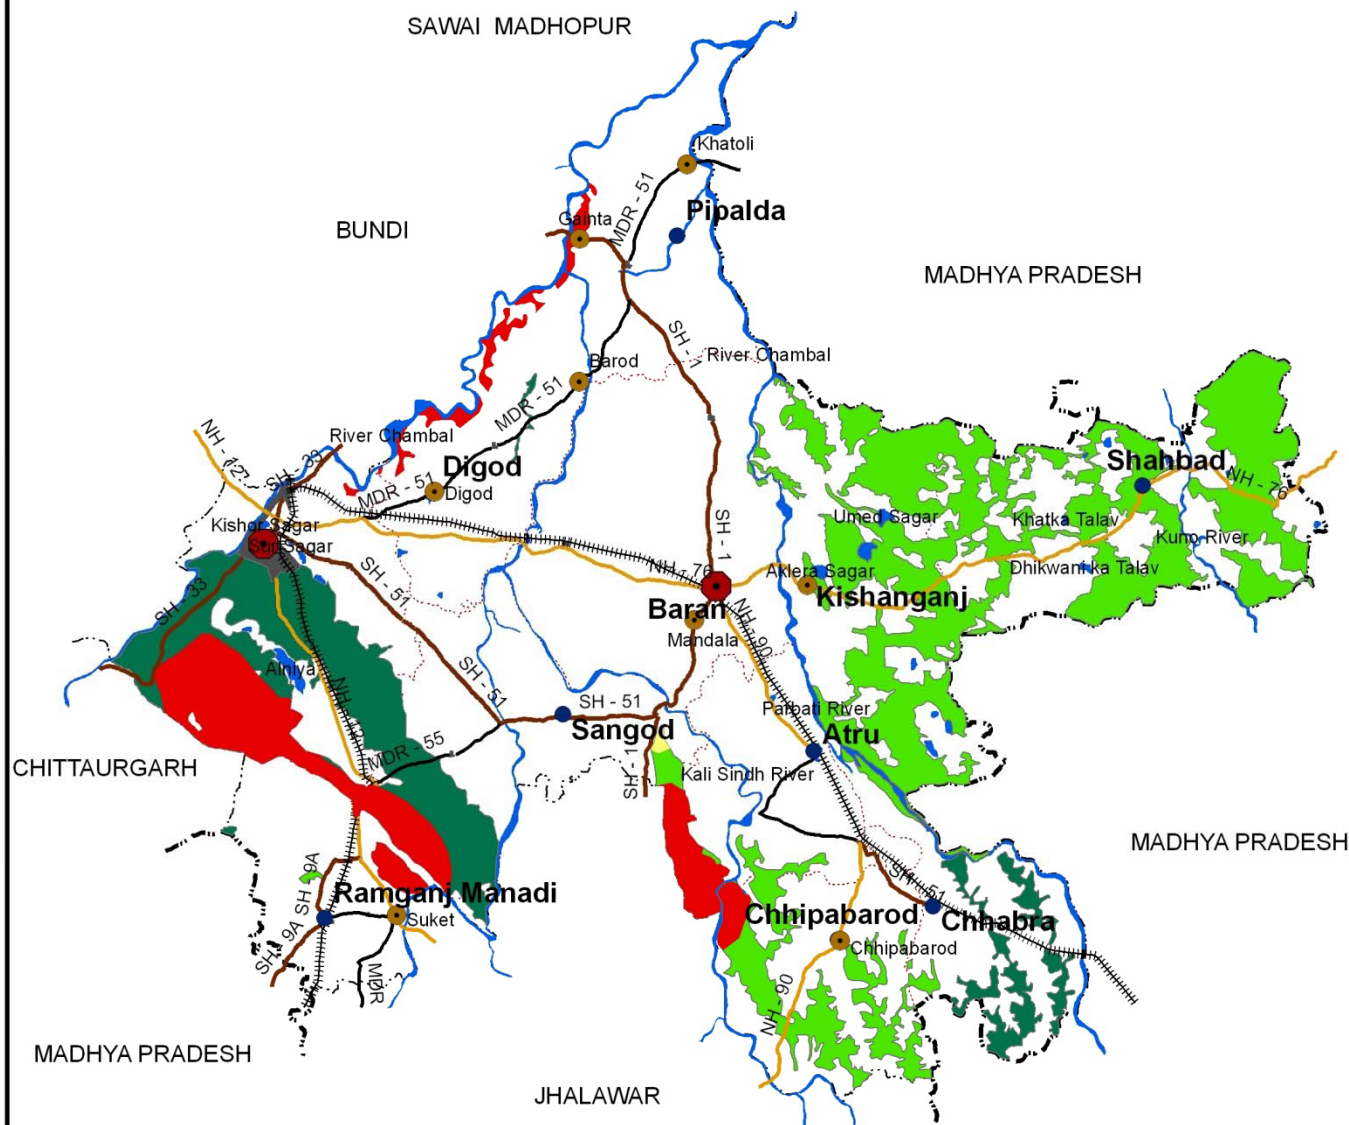 SAWAI  MADHOPUR
Khatoli
MDR - 51
Pipalda
Gainta
BUNDI
MADHYA PRADESH
SH - 1
River Chambal
Barod
MDR - 51
River Chambal
NH - 12
SH - 33
Digod
Digod
MDR - 51
Shahbad
NH - 76
Kishor Sagar
Umed Sagar
Khatka Talav
Kuno River
SH - 1
Sur Sagar
NH - 76
Aklera Sagar
Dhikwani ka Talav
SH - 33
SH - 51
Kishanganj
Baran
Mandala
NH - 90
Alniya
SH - 51
SH - 51
Sangod
Parbati River
Atru
MDR - 55
CHITTAURGARH
SH - 1
Kali Sindh River
MADHYA PRADESH
SH - 9A
SH - 51
Ramganj Manadi
Suket
Chhipabarod
Chhabra
Chhipabarod
SH - 9A
MDR
NH - 90
MADHYA PRADESH
JHALAWAR